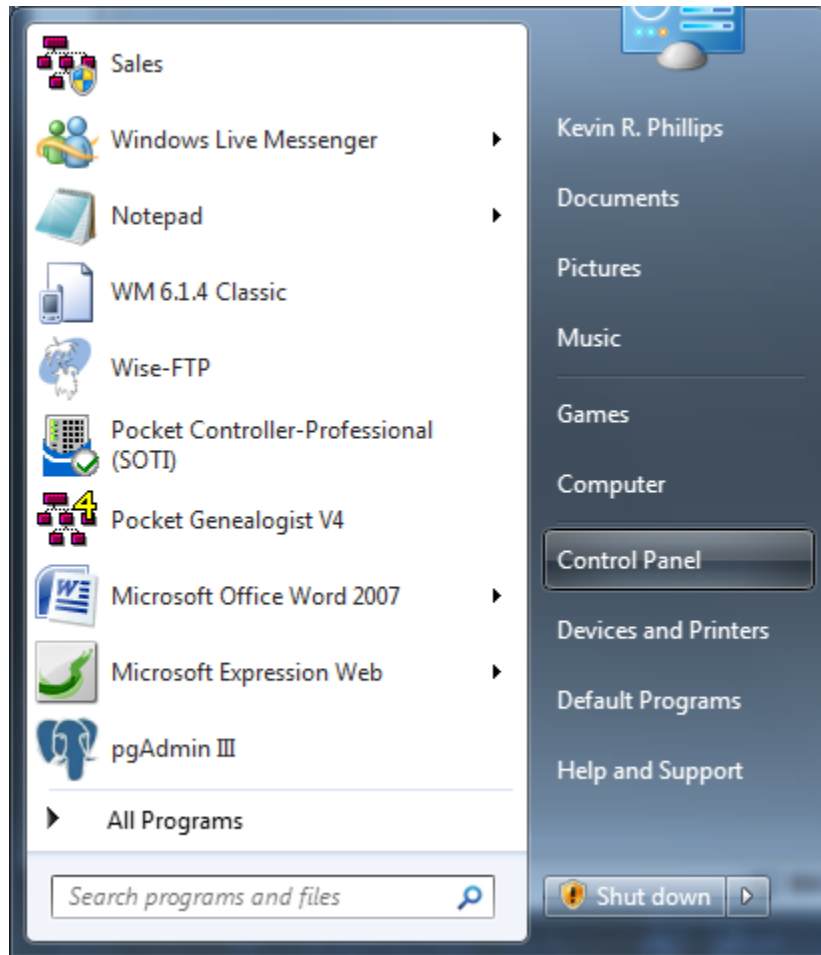 Sales
Windows Live Messenger
Notepad
WM 6.1.4 Classic
Wise-FTP
Pocket Controller-Professional
(SOTI)
4
Pocket Genealogist V4
W
Microsoft Office Word 2007
Microsoft Expression Web
pgAdmin III
All Programs
Search programs and files
Kevin R. Phillips
Documents
Pictures
Music
Games
Computer
Control Panel
Devices and Printers
Default Programs
Help and Support
Shut down